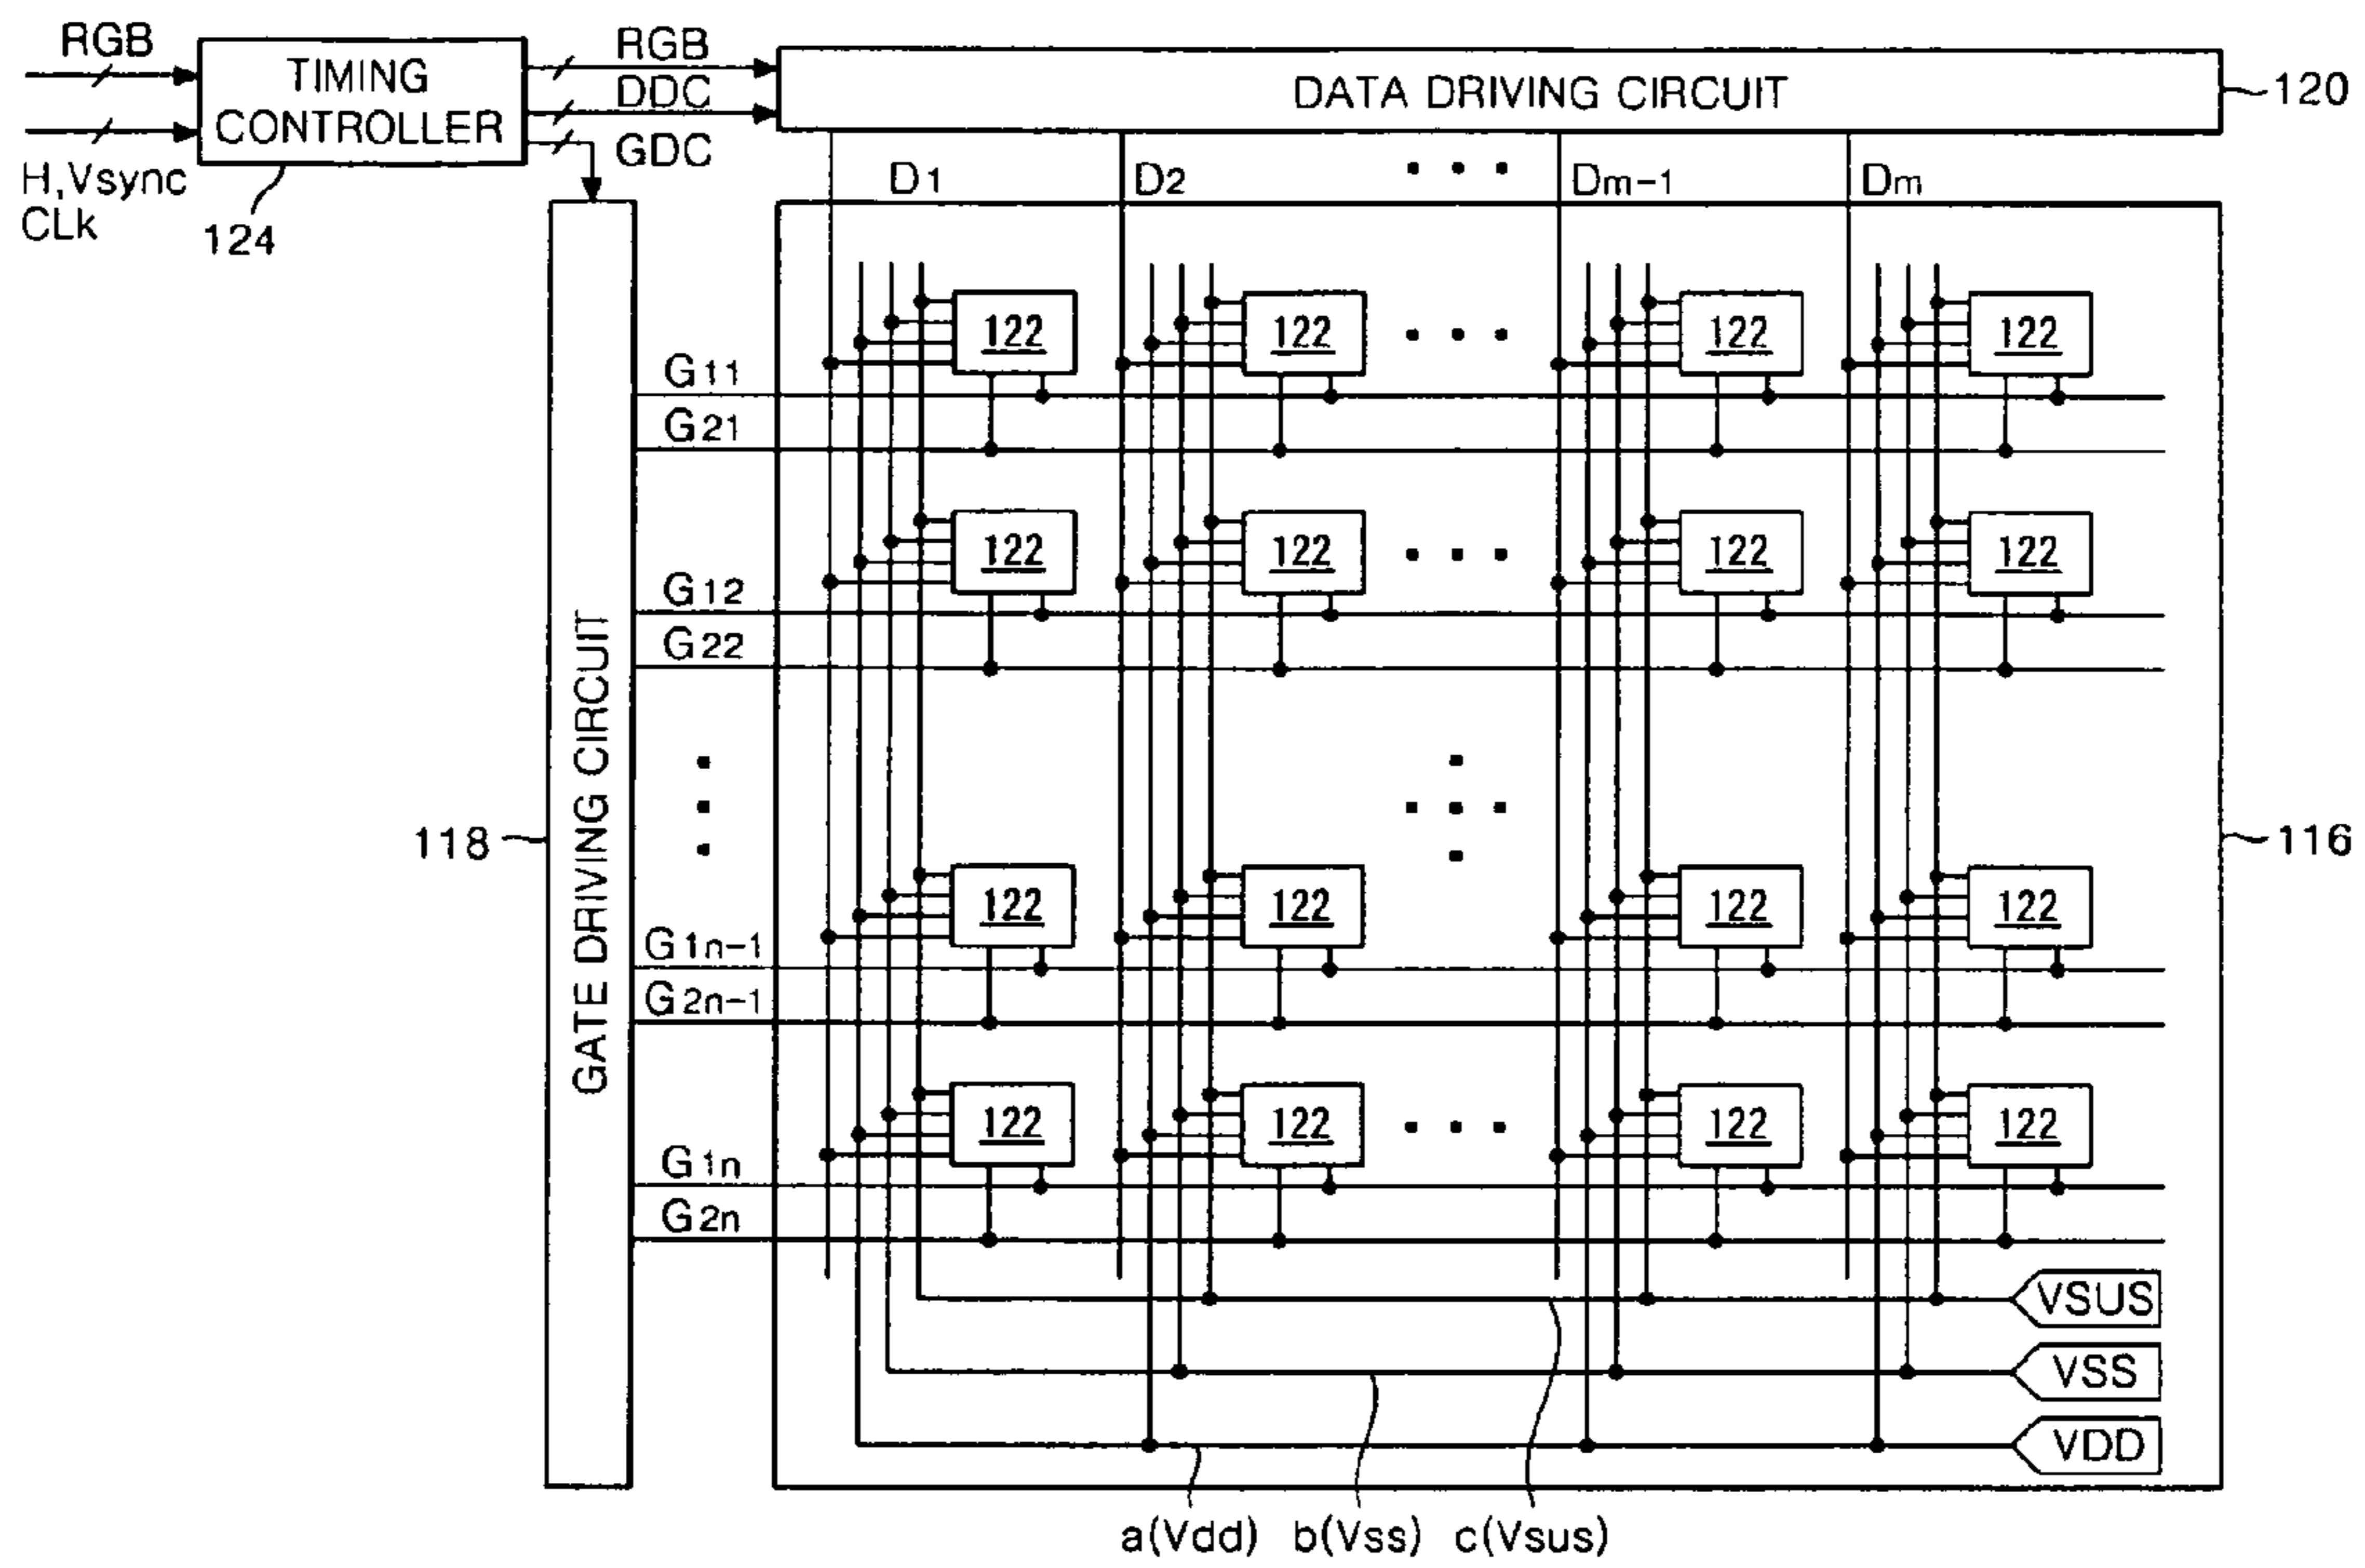 RGB
TIMING
CONTROLLER
H,Vsync
CLk
124
RGB
DDC
GDC
DATA DRIVING CIRCUIT
120
D1 D2 ··· Dm-1 Dm
122 122 ··· 122 122
G11
G21
122 122 ··· 122 122
G12
G22
GATE DRIVING CIRCUIT
118
116
122 122 122 122
G1n-1
G2n-1
122 122 ··· 122 122
G1n
G2n
VSUS
VSS
VDD
a(Vdd) b(Vss) c(Vsus)